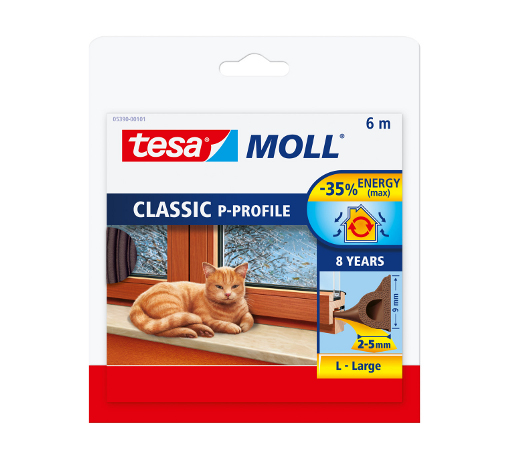 05390-00101
6 m
tesa® MOLL®
-35% ENERGY
(max)
CLASSIC P-PROFILE
8 YEARS
9 mm
2-5mm
L - Large